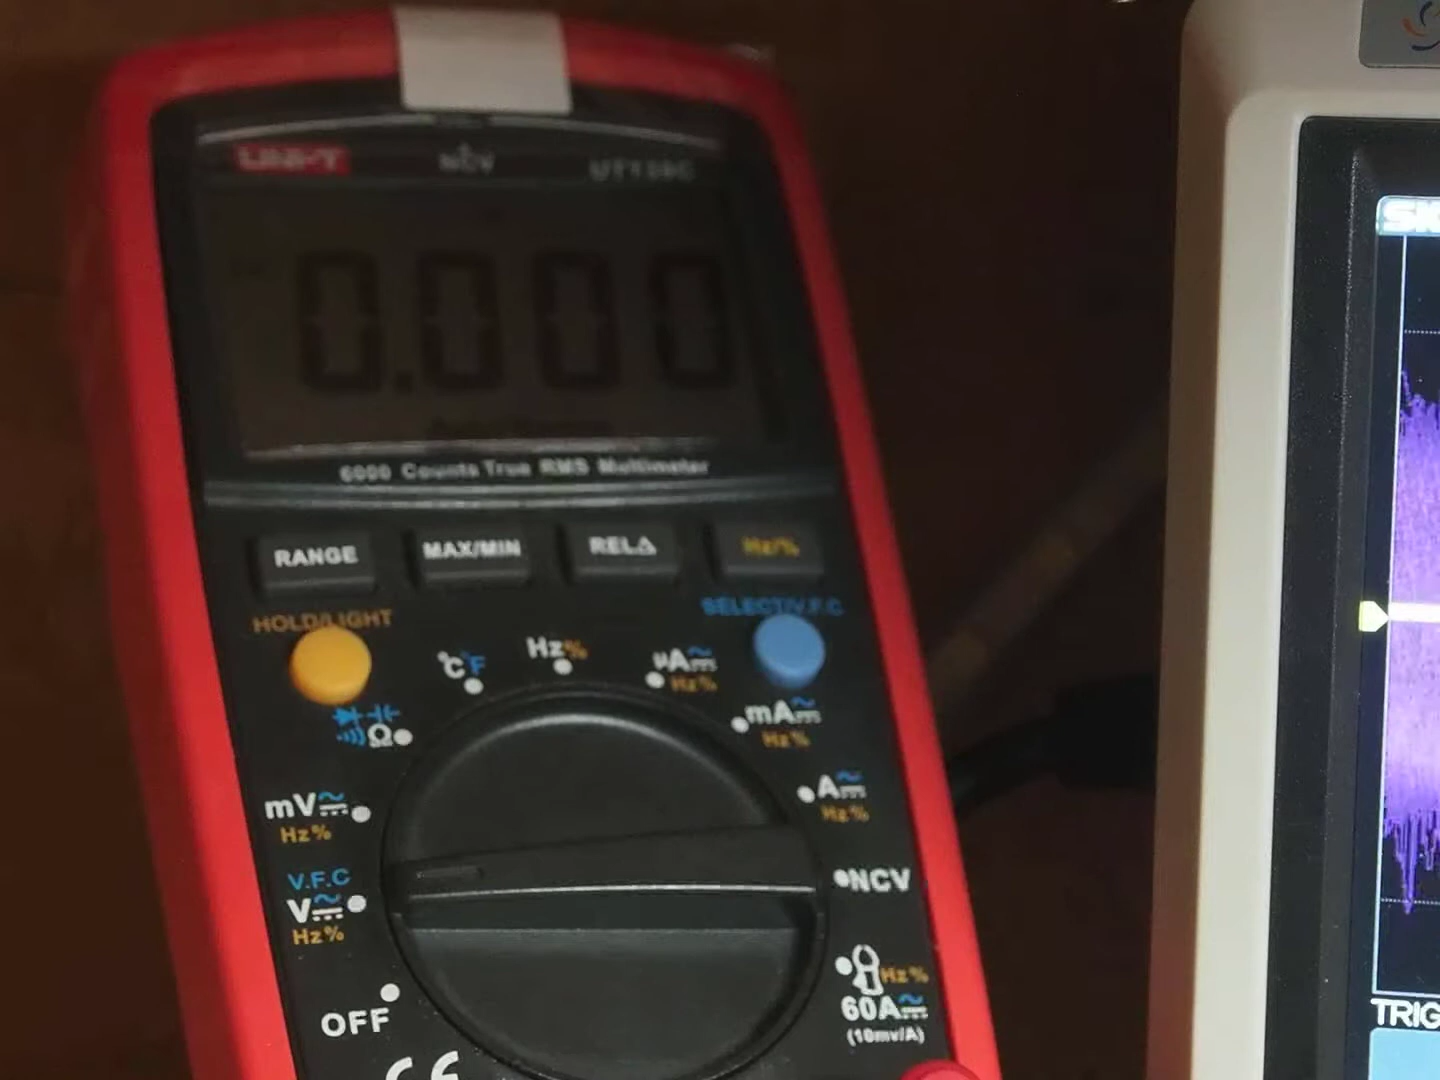 UNI-T NCV UT139C
0.000
6000 Counts True RMS Multimeter
RANGE MAX/MIN RELΔ Hz/%
HOLD/LIGHT SELECT/V.F.C
°C°F Hz% μA Hz%
Ω mA Hz%
mV Hz% A Hz%
V.F.C
V Hz% NCV
OFF Hz%
60A
(10mv/A)
CE
TRIG